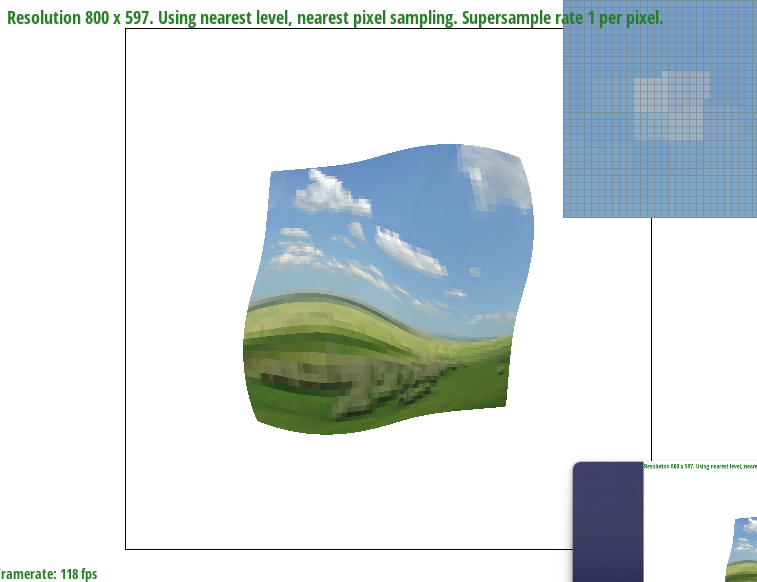 Resolution 800 x 597. Using nearest level, nearest pixel sampling. Supersample rate 1 per pixel.
Resolution 800 x 597. Using nearest level, neare
ramerate: 118 fps